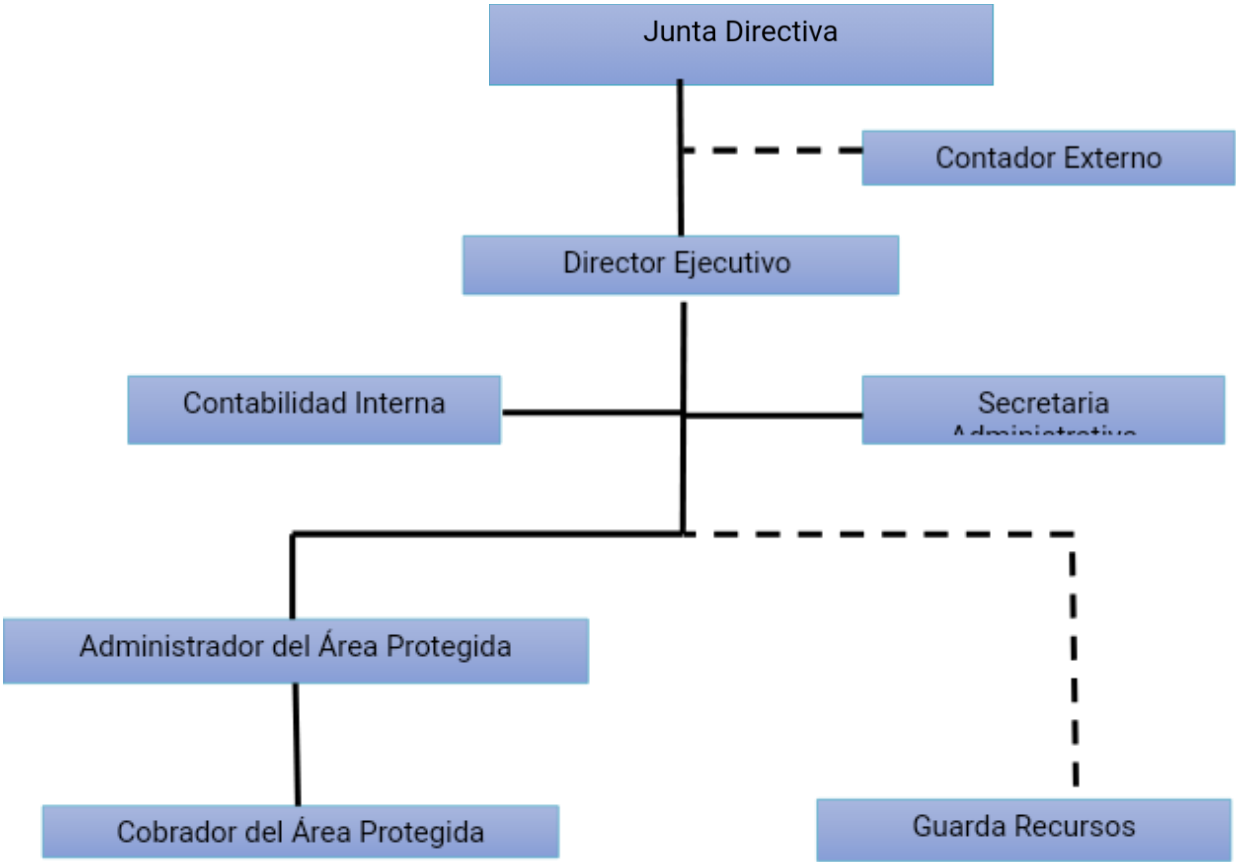 Junta Directiva
Contador Externo
Director Ejecutivo
Contabilidad Interna
Secretaria
Administrador del Área Protegida
Cobrador del Área Protegida
Guarda Recursos